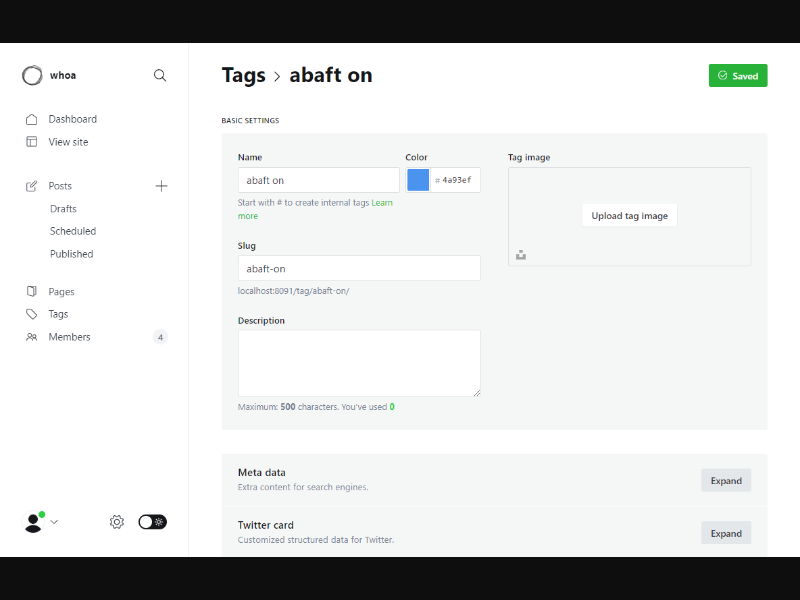 whoa
Dashboard
View site
Posts
Drafts
Scheduled
Published
Pages
Tags
Members
4
Tags > abaft on
Saved
BASIC SETTINGS
Name
abaft on
Color
# 4a93ef
Start with # to create internal tags Learn
more
Slug
abaft-on
localhost:8091/tag/abaft-on/
Description
Maximum: 500 characters. You've used 0
Tag image
Upload tag image
Meta data
Extra content for search engines.
Expand
Twitter card
Customized structured data for Twitter.
Expand